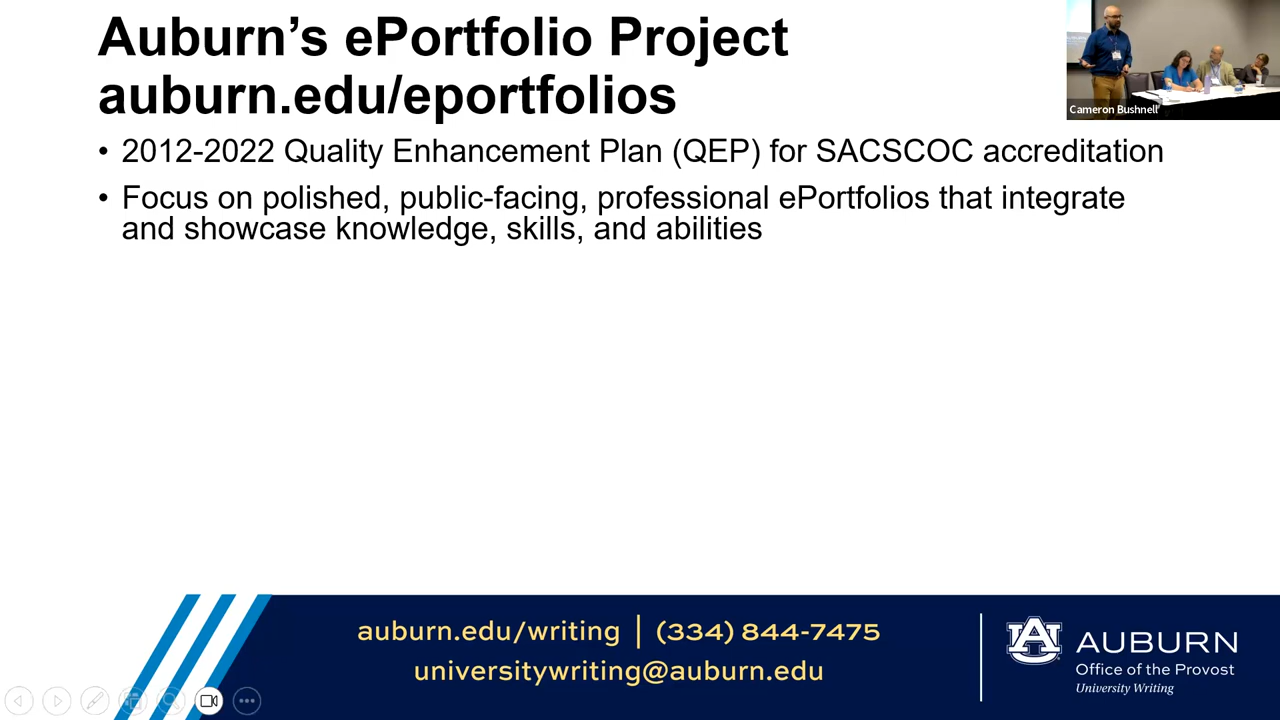 Auburn’s ePortfolio Project
auburn.edu/eportfolios
• 2012-2022 Quality Enhancement Plan (QEP) for SACSCOC accreditation
• Focus on polished, public-facing, professional ePortfolios that integrate
and showcase knowledge, skills, and abilities
Cameron Bushnell
auburn.edu/writing | (334) 844-7475
universitywriting@auburn.edu
AU
AUBURN
Office of the Provost
University Writing